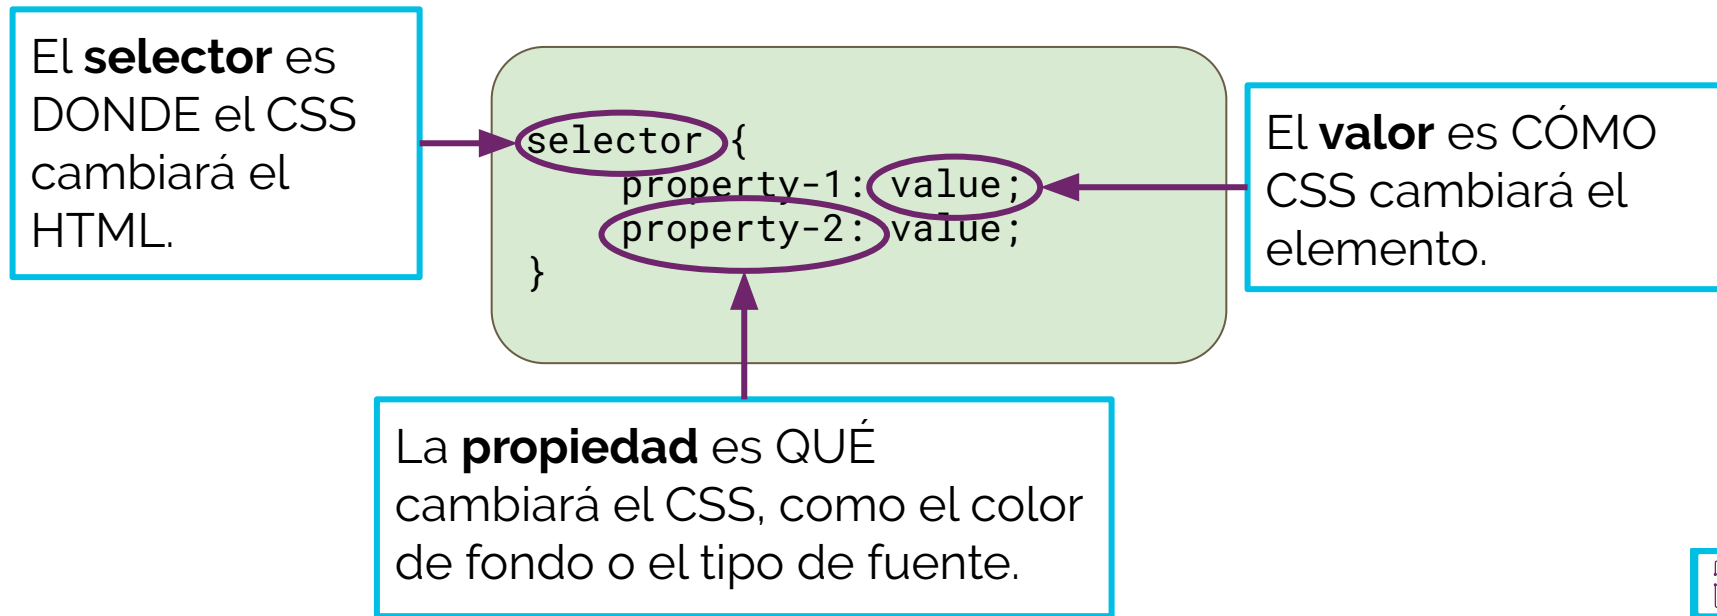 El selector es
DONDE el CSS
cambiará el
HTML.
selector {
property-1: value;
property-2: value;
}
El valor es CÓMO
CSS cambiará el
elemento.
La propiedad es QUÉ
cambiará el CSS, como el color
de fondo o el tipo de fuente.